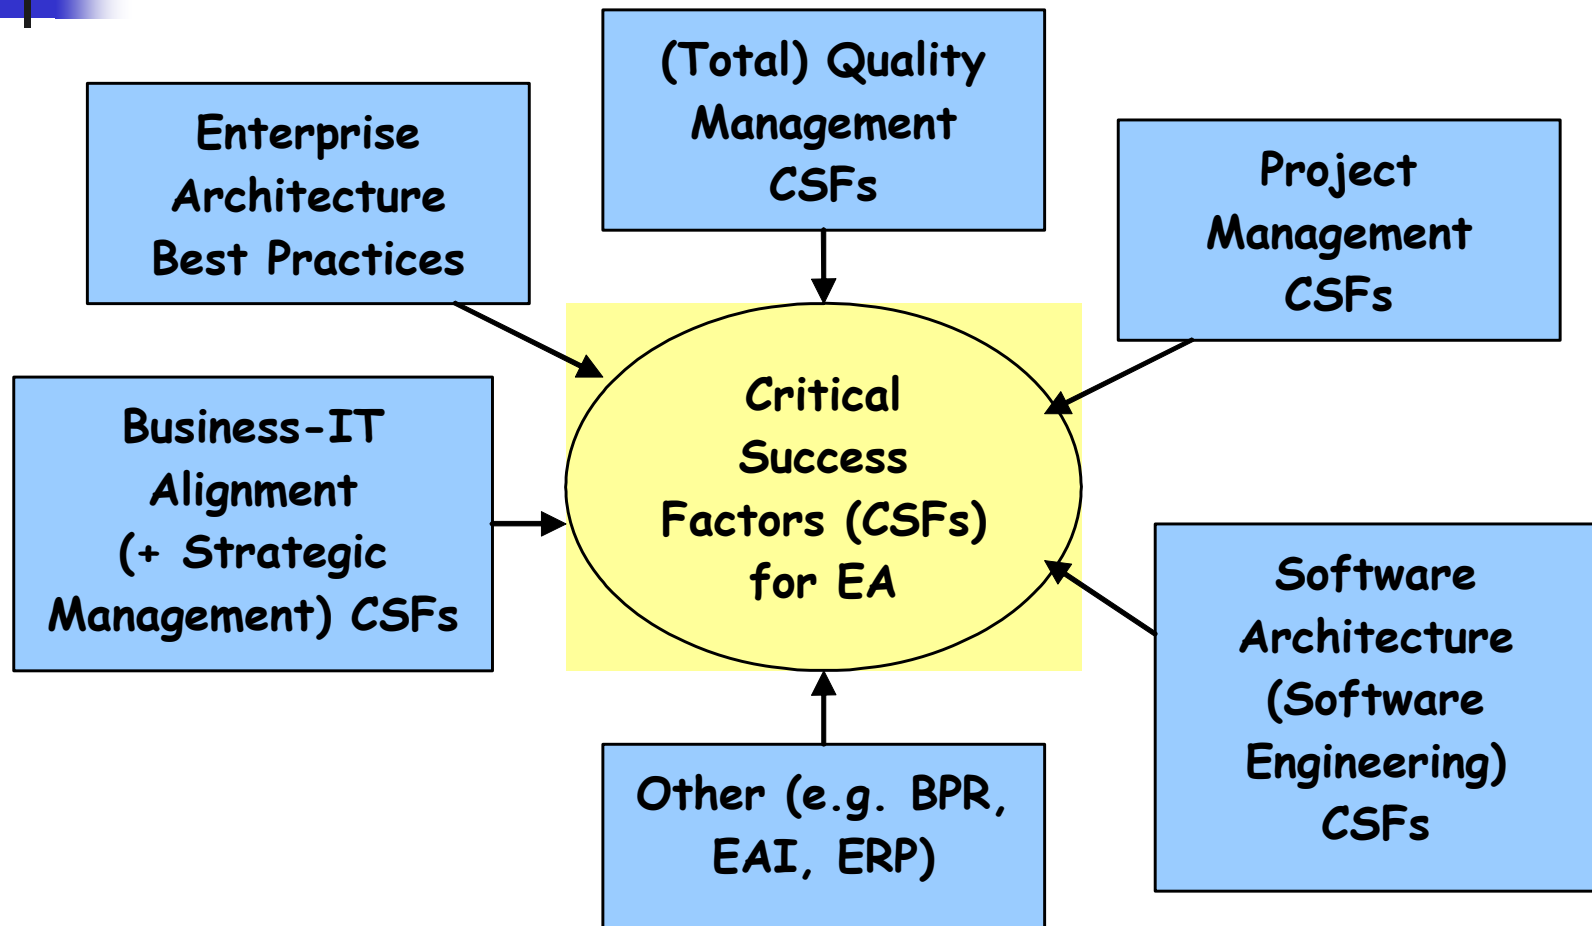 (Total) Quality
Management
CSFs
Enterprise
Architecture
Best Practices
Project
Management
CSFs
Business-IT
Alignment
(+ Strategic
Management) CSFs
Critical
Success
Factors (CSFs)
for EA
Software
Architecture
(Software
Engineering)
CSFs
Other (e.g. BPR,
EAI, ERP)